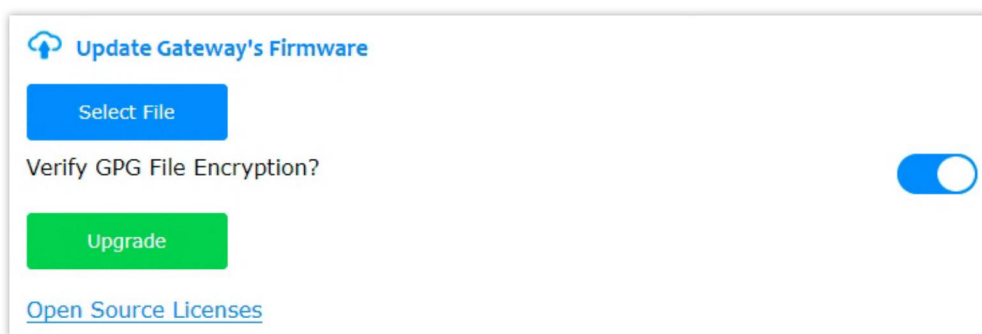 Update Gateway's Firmware
Select File
Verify GPG File Encryption?
Upgrade
Open Source Licenses